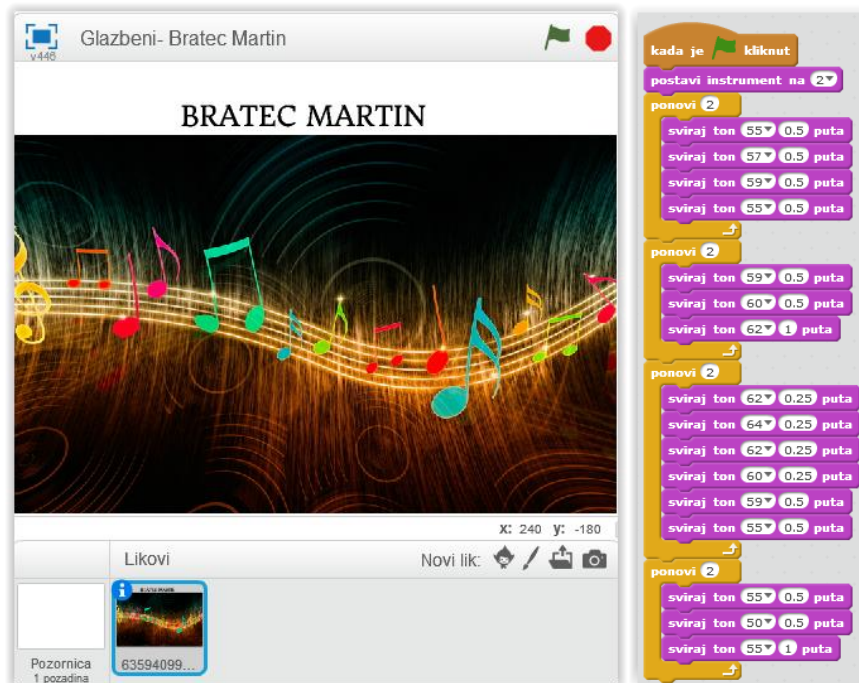 Glazbeni- Bratec Martin
v446
BRATEC MARTIN
x: 240 y: -180
Likovi
Novi lik:
Pozornica
1 pozadina
63594099...
kada je kliknut
postavi instrument na 2
ponovi 2
sviraj ton 55 0.5 puta
sviraj ton 57 0.5 puta
sviraj ton 59 0.5 puta
sviraj ton 55 0.5 puta
ponovi 2
sviraj ton 59 0.5 puta
sviraj ton 60 0.5 puta
sviraj ton 62 1 puta
ponovi 2
sviraj ton 62 0.25 puta
sviraj ton 64 0.25 puta
sviraj ton 62 0.25 puta
sviraj ton 60 0.25 puta
sviraj ton 59 0.5 puta
sviraj ton 55 0.5 puta
ponovi 2
sviraj ton 55 0.5 puta
sviraj ton 50 0.5 puta
sviraj ton 55 1 puta